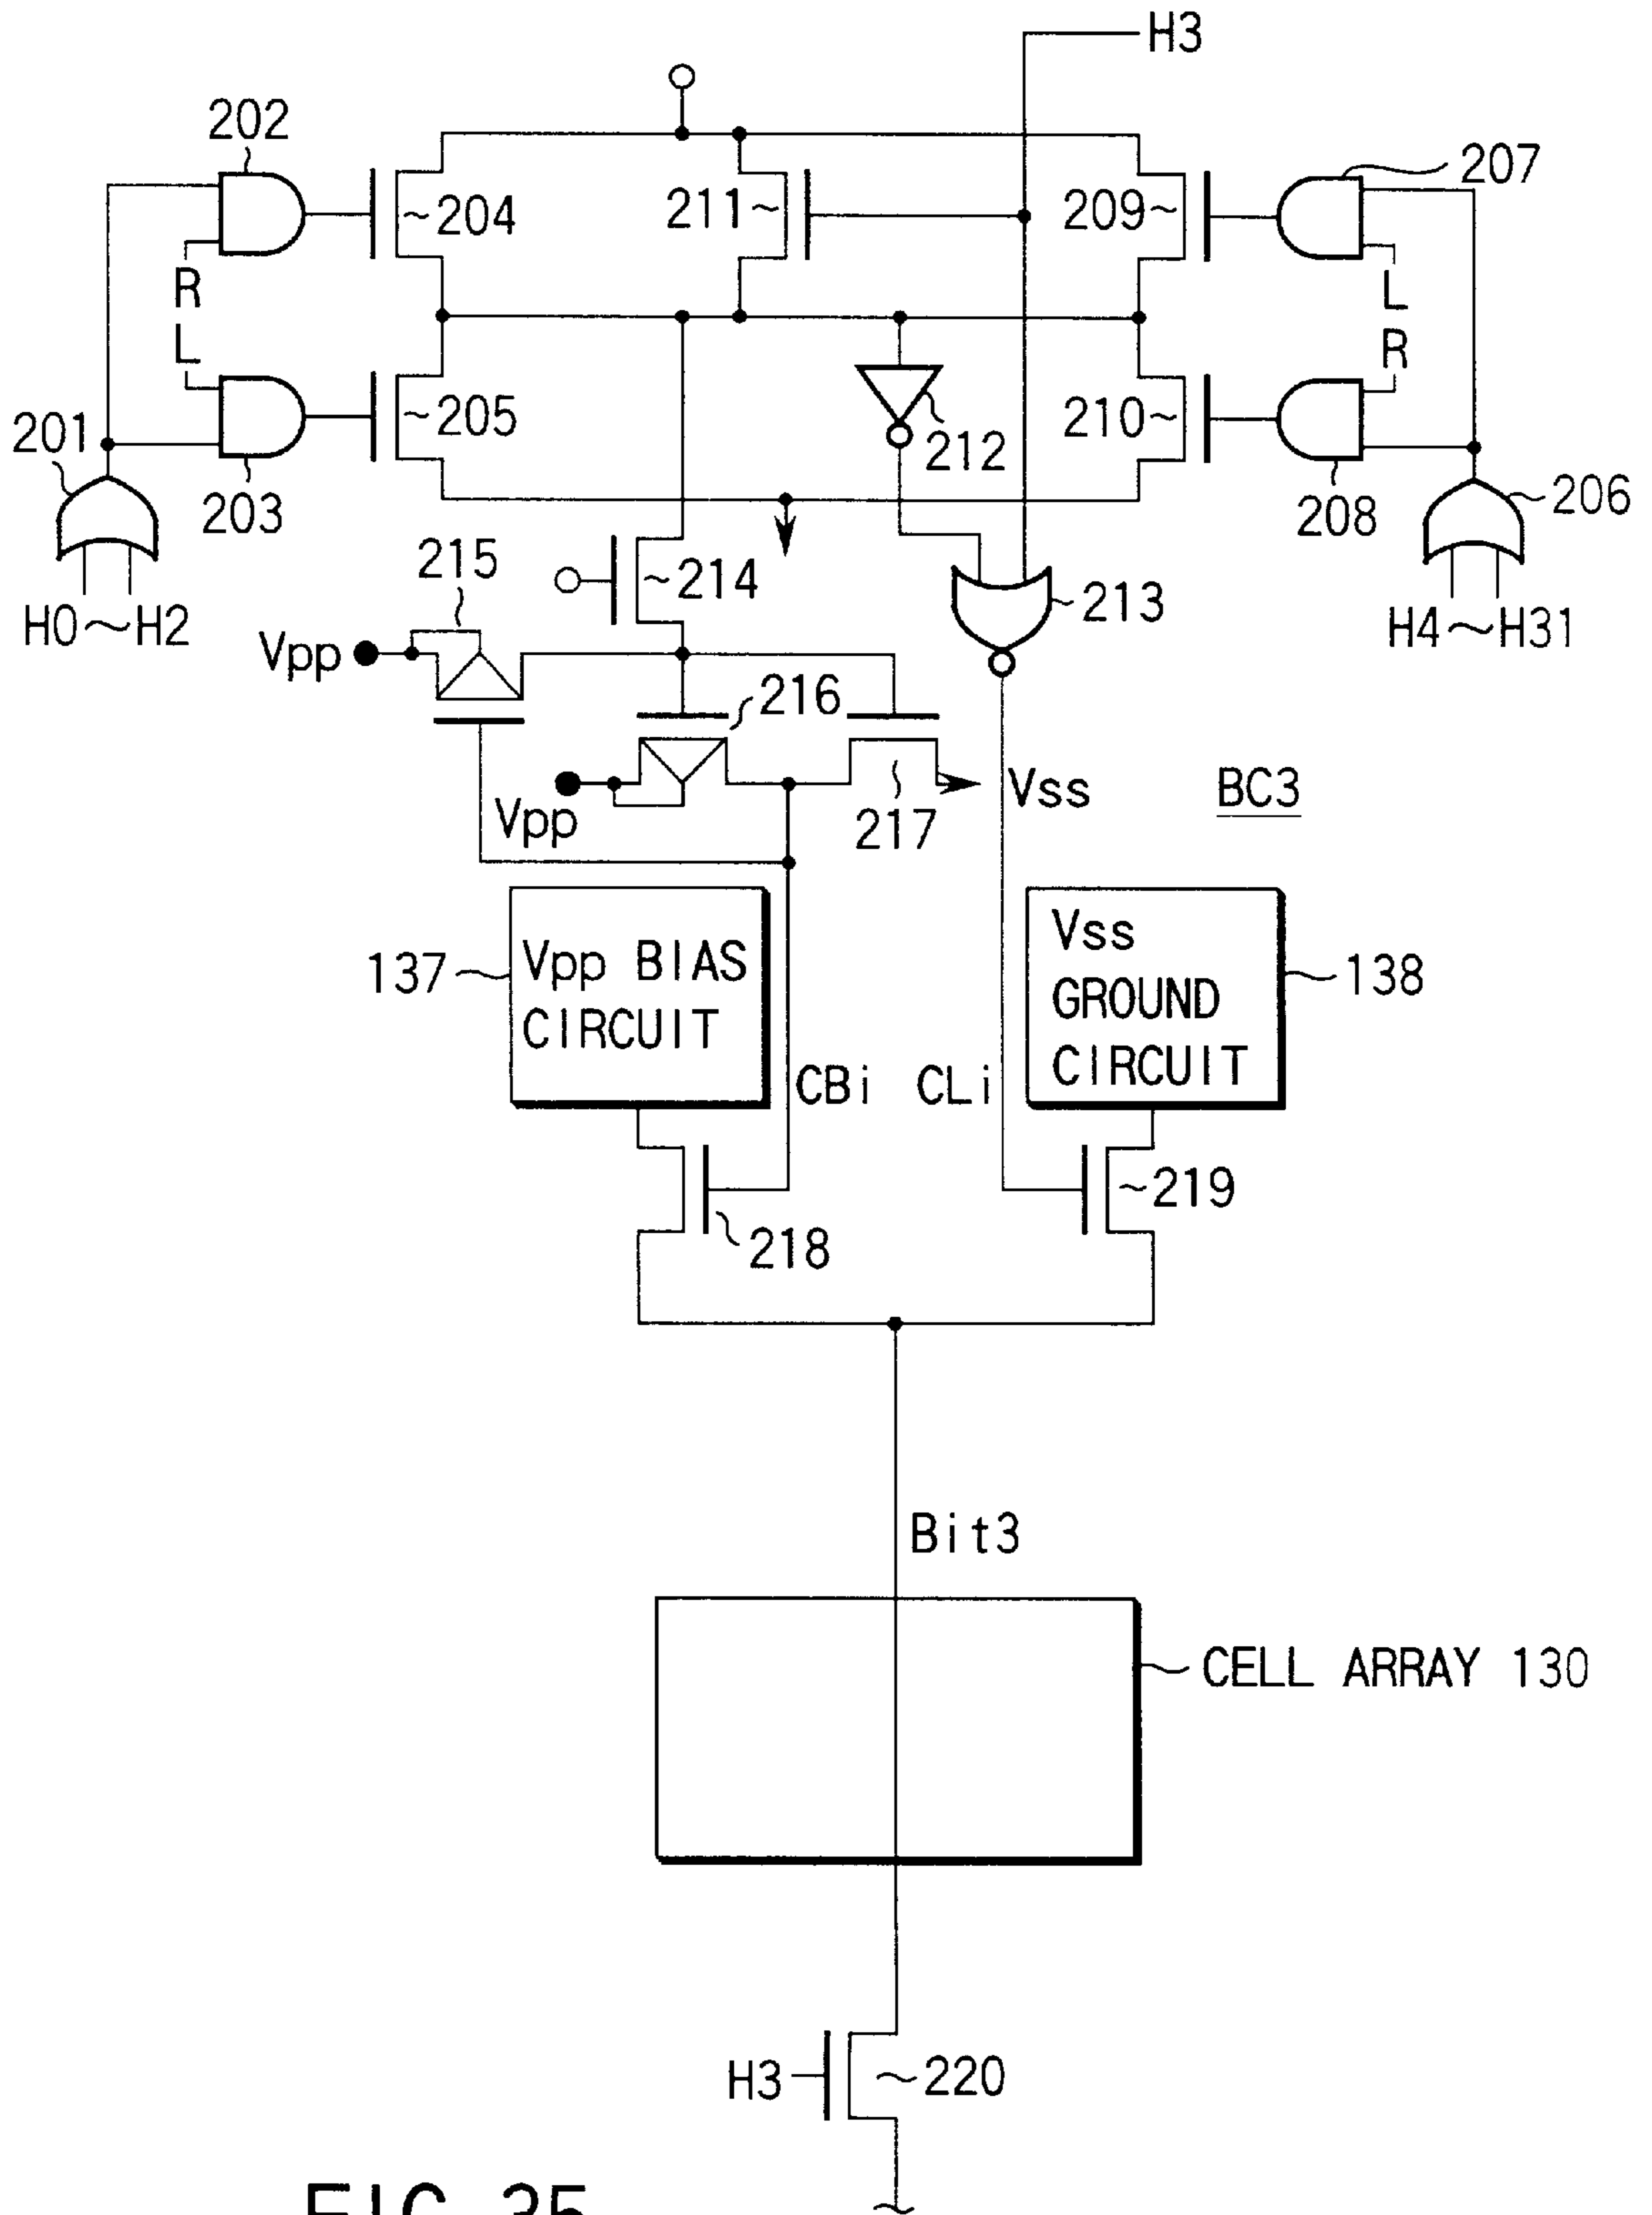 H3
202
207
204
211
209
R
L
L
R
201
205
212
210
203
208
206
215
214
213
H0~H2
H4~H31
Vpp
216
Vpp
217
Vss
BC3
137
Vpp BIAS
CIRCUIT
Vss
GROUND
CIRCUIT
138
CBi
CLi
218
219
Bit3
CELL ARRAY 130
H3
220
FIG. 35